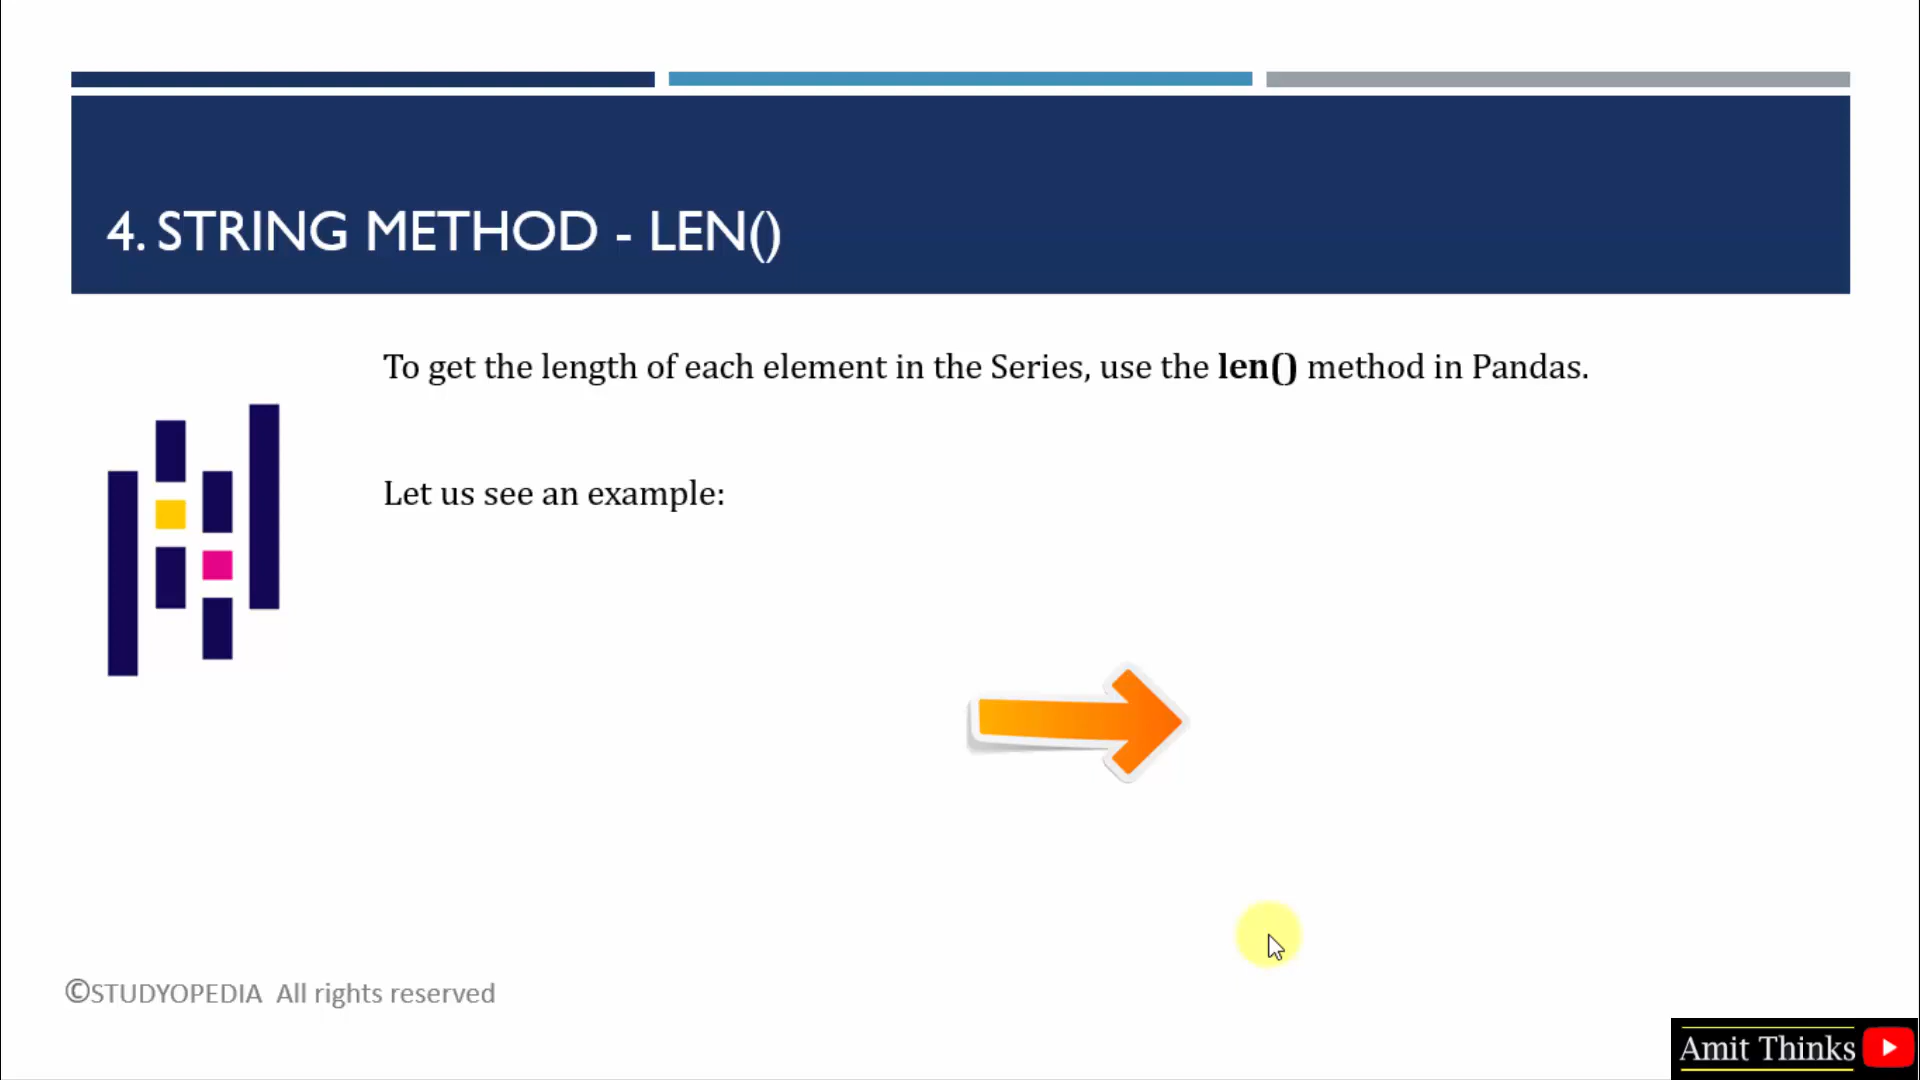 4. STRING METHOD - LEN()
To get the length of each element in the Series, use the len() method in Pandas.
Let us see an example:
©STUDYOPEDIA All rights reserved
Amit Thinks